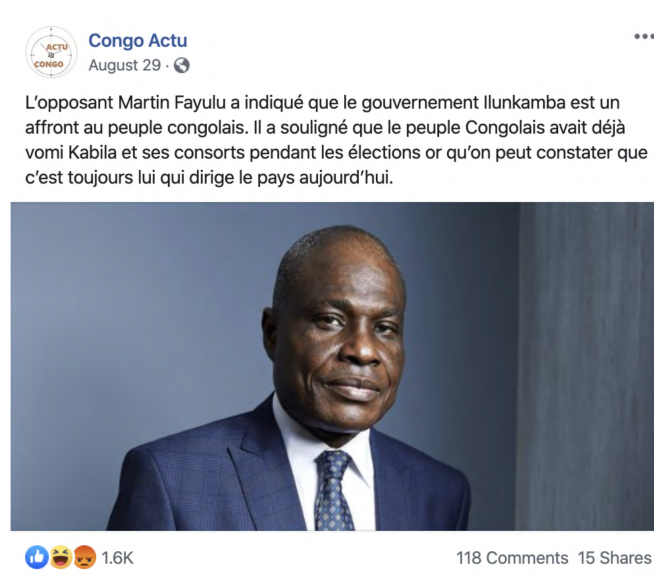 ACTU
CONGO
Congo Actu
August 29 ·
L'opposant Martin Fayulu a indiqué que le gouvernement Ilunkamba est un
affront au peuple congolais. Il a souligné que le peuple Congolais avait déjà
vomi Kabila et ses consorts pendant les élections or qu'on peut constater que
c'est toujours lui qui dirige le pays aujourd'hui.
1.6K
118 Comments 15 Shares